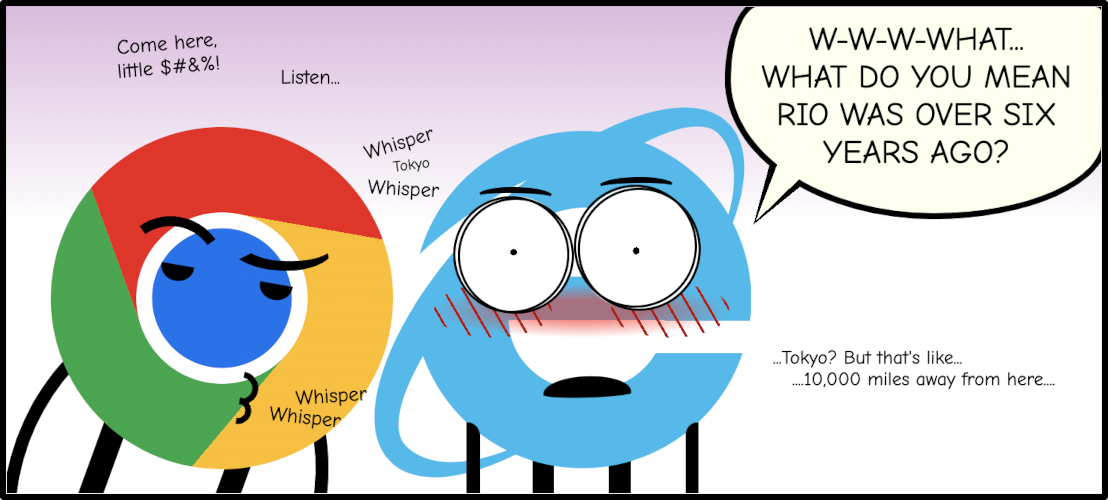 Come here,
little $#&%!
Listen...
Whisper
Tokyo
Whisper
W-W-W-WHAT...
WHAT DO YOU MEAN
RIO WAS OVER SIX
YEARS AGO?
Whisper
Whisper
...Tokyo? But that's like...
....10,000 miles away from here....